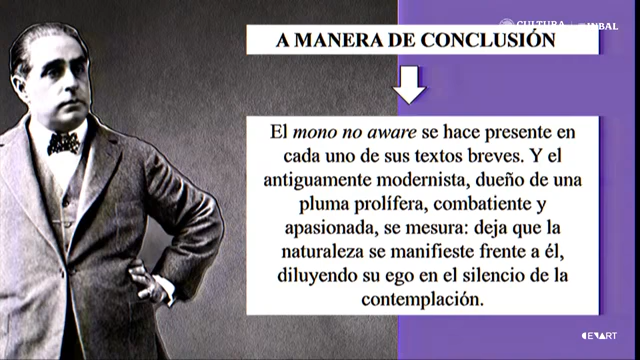 CULTURA | INBAL
A MANERA DE CONCLUSIÓN
El mono no aware se hace presente en
cada uno de sus textos breves. Y el
antiguamente modernista, dueño de una
pluma prolífera, combatiente y
apasionada, se mesura: deja que la
naturaleza se manifieste frente a él,
diluyendo su ego en el silencio de la
contemplación.